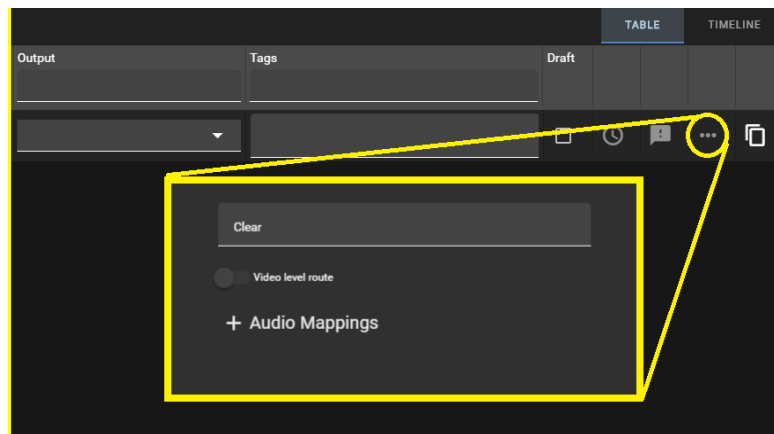 TABLE TIMELINE
Output Tags Draft
Clear
Video level route
+ Audio Mappings